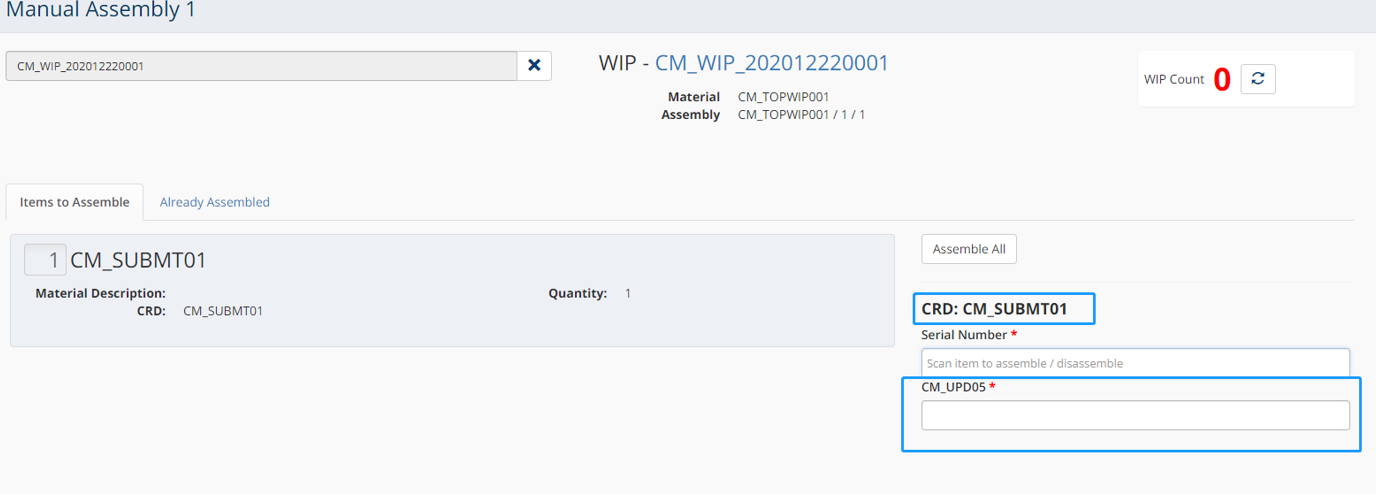 Manual Assembly 1
CM_WIP_202012220001
WIP - CM_WIP_202012220001
WIP Count 0
Material CM_TOPWIP001
Assembly CM_TOPWIP001 / 1 / 1
Items to Assemble Already Assembled
1 CM_SUBMT01
Material Description:
Quantity: 1
CRD: CM_SUBMT01
Assemble All
CRD: CM_SUBMT01
Serial Number *
Scan item to assemble / disassemble
CM_UPD05 *